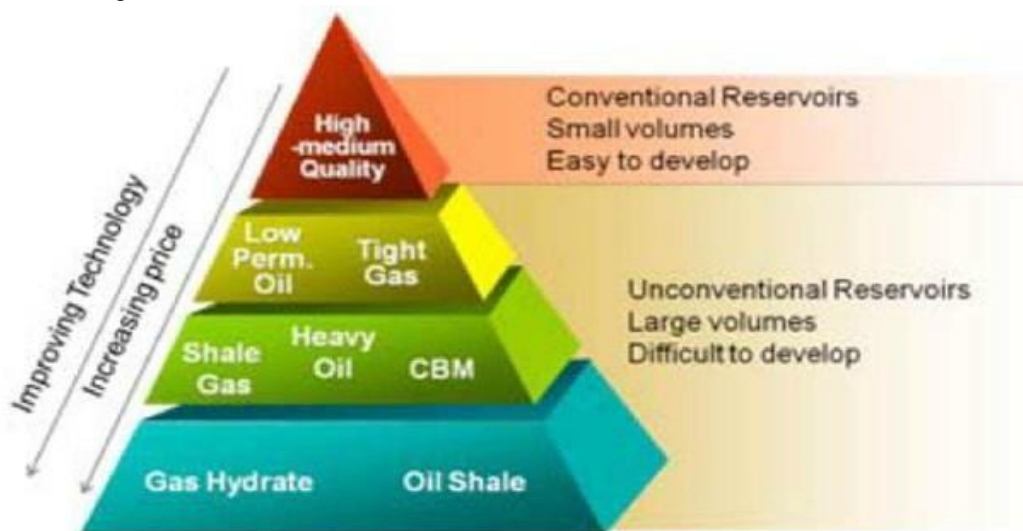 High
-medium
Quality
Conventional Reservoirs
Small volumes
Easy to develop
Low
Perm.
Oil
Tight
Gas
Unconventional Reservoirs
Large volumes
Difficult to develop
Shale
Gas
Heavy
Oil
CBM
Gas Hydrate
Oil Shale
Improving Technology
Increasing price